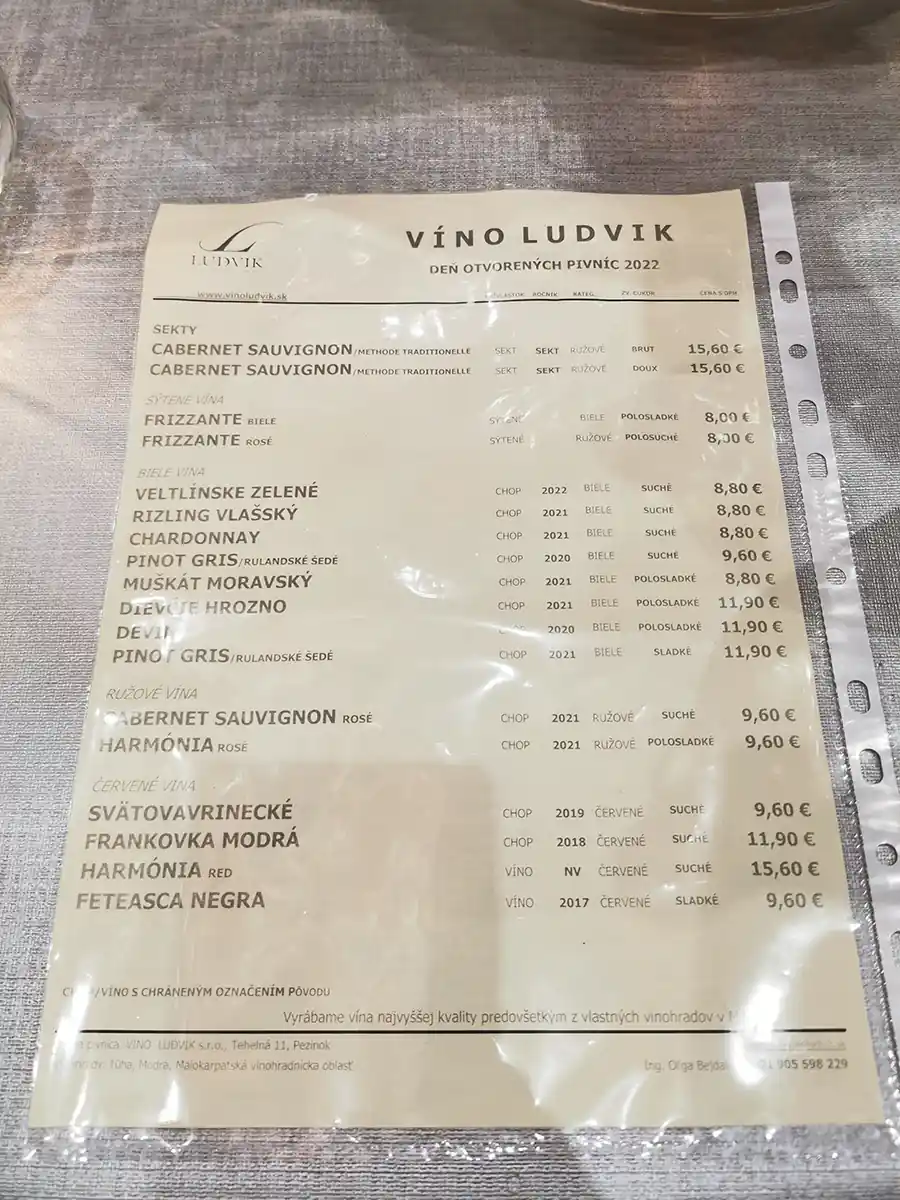 LUDVIK
VÍNO LUDVIK
DEŇ OTVORENÝCH PIVNÍC 2022
www.vinoludvik.sk
ROČNÍK KATEG. ZV. CUKOR CENA S DPH
SEKTY
CABERNET SAUVIGNON/METHODE TRADITIONELLE SEKT SEKT RUŽOVÉ BRUT 15,60 €
CABERNET SAUVIGNON/METHODE TRADITIONELLE SEKT SEKT RUŽOVÉ DOUX 15,60 €
SÝTENÉ VÍNA
FRIZZANTE BIELE SÝTENÉ BIELE POLOSLADKÉ 8,00 €
FRIZZANTE ROSÉ SÝTENÉ RUŽOVÉ POLOSUCHÉ 8,00 €
BIELE VÍNA
VELTLÍNSKE ZELENÉ CHOP 2022 BIELE SUCHÉ 8,80 €
RIZLING VLAŠSKÝ CHOP 2021 BIELE SUCHÉ 8,80 €
CHARDONNAY CHOP 2021 BIELE SUCHÉ 8,80 €
PINOT GRIS/RULANDSKÉ ŠEDÉ CHOP 2020 BIELE SUCHÉ 9,60 €
MUŠKÁT MORAVSKÝ CHOP 2021 BIELE POLOSLADKÉ 8,80 €
DIEVČIE HROZNO CHOP 2021 BIELE POLOSLADKÉ 11,90 €
DEVÍN CHOP 2020 BIELE POLOSLADKÉ 11,90 €
PINOT GRIS/RULANDSKÉ ŠEDÉ CHOP 2021 BIELE SLADKÉ 11,90 €
RUŽOVÉ VÍNA
CABERNET SAUVIGNON ROSÉ CHOP 2021 RUŽOVÉ SUCHÉ 9,60 €
HARMÓNIA ROSÉ CHOP 2021 RUŽOVÉ POLOSLADKÉ 9,60 €
ČERVENÉ VÍNA
SVÄTOVAVRINECKÉ CHOP 2019 ČERVENÉ SUCHÉ 9,60 €
FRANKOVKA MODRÁ CHOP 2018 ČERVENÉ SUCHÉ 11,90 €
HARMÓNIA RED VÍNO NV ČERVENÉ SUCHÉ 15,60 €
FETEASCA NEGRA VÍNO 2017 ČERVENÉ SLADKÉ 9,60 €
CHOP/VÍNO S CHRÁNENÝM OZNAČENÍM PÔVODU
Vyrábame vína najvyššej kvality predovšetkým z vlastných vinohradov v
pivnica: VÍNO LUDVIK s.r.o., Tehelná 11, Pezinok
Tŕha, Modra, Malokarpatská vinohradnícka oblasť Ing. Oľga 905 598 229